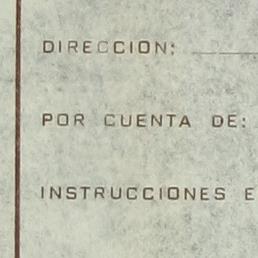 DIRECCION:
POR CUENTA DE:
INSTRUCCIONES E